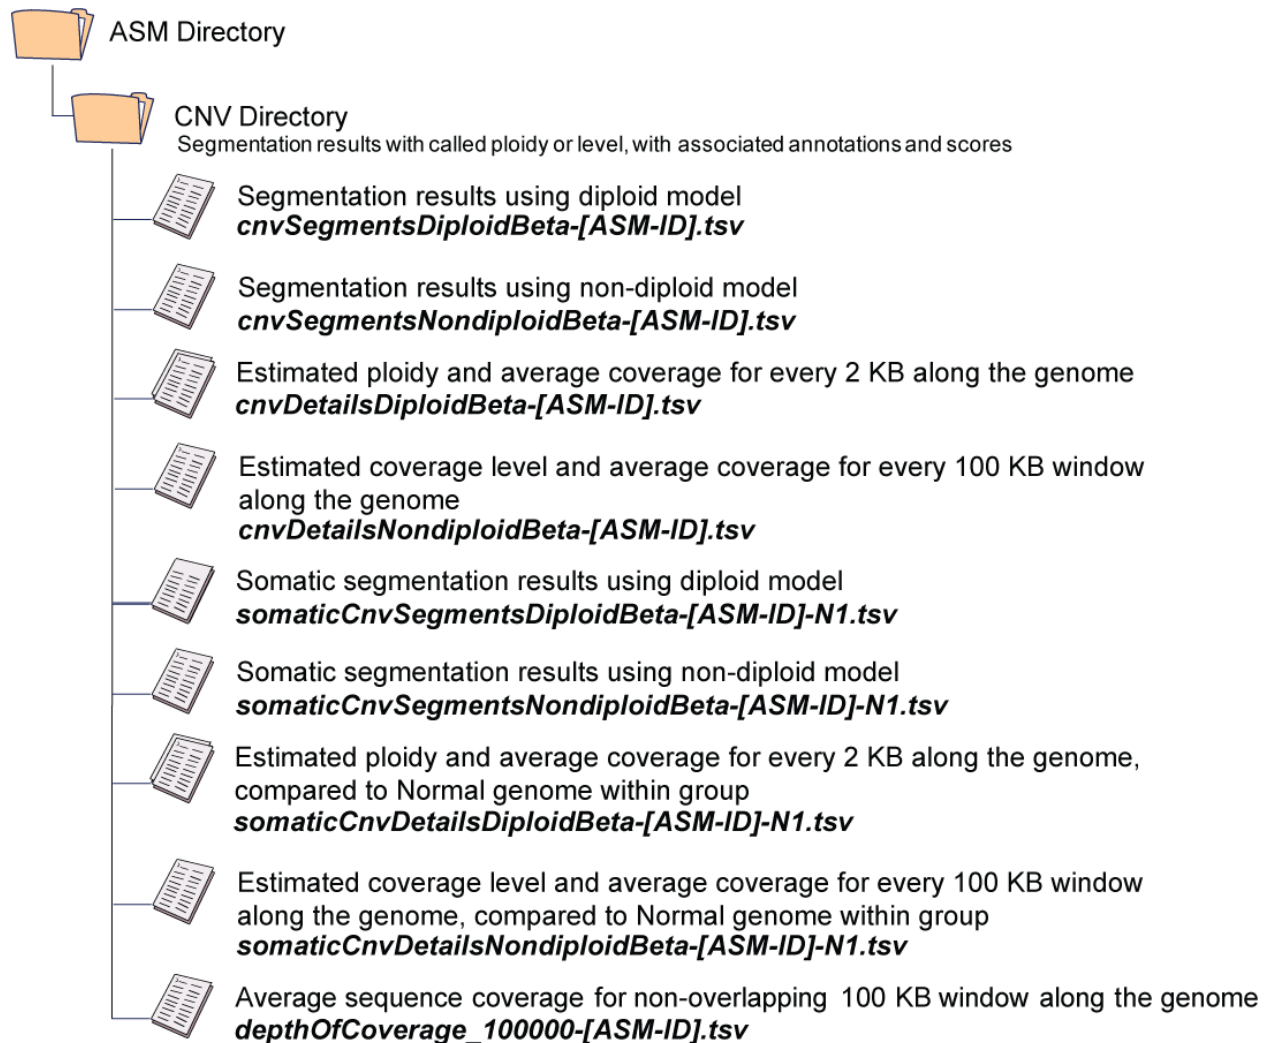 ASM Directory
CNV Directory
Segmentation results with called ploidy or level, with associated annotations and scores
Segmentation results using diploid model
cnvSegmentsDiploidBeta-[ASM-ID].tsv
Segmentation results using non-diploid model
cnvSegmentsNondiploidBeta-[ASM-ID].tsv
Estimated ploidy and average coverage for every 2 KB along the genome
cnvDetailsDiploidBeta-[ASM-ID].tsv
Estimated coverage level and average coverage for every 100 KB window
along the genome
cnvDetailsNondiploidBeta-[ASM-ID].tsv
Somatic segmentation results using diploid model
somaticCnvSegmentsDiploidBeta-[ASM-ID]-N1.tsv
Somatic segmentation results using non-diploid model
somaticCnvSegmentsNondiploidBeta-[ASM-ID]-N1.tsv
Estimated ploidy and average coverage for every 2 KB along the genome,
compared to Normal genome within group
somaticCnvDetailsDiploidBeta-[ASM-ID]-N1.tsv
Estimated coverage level and average coverage for every 100 KB window
along the genome, compared to Normal genome within group
somaticCnvDetailsNondiploidBeta-[ASM-ID]-N1.tsv
Average sequence coverage for non-overlapping 100 KB window along the genome
depthOfCoverage_100000-[ASM-ID].tsv